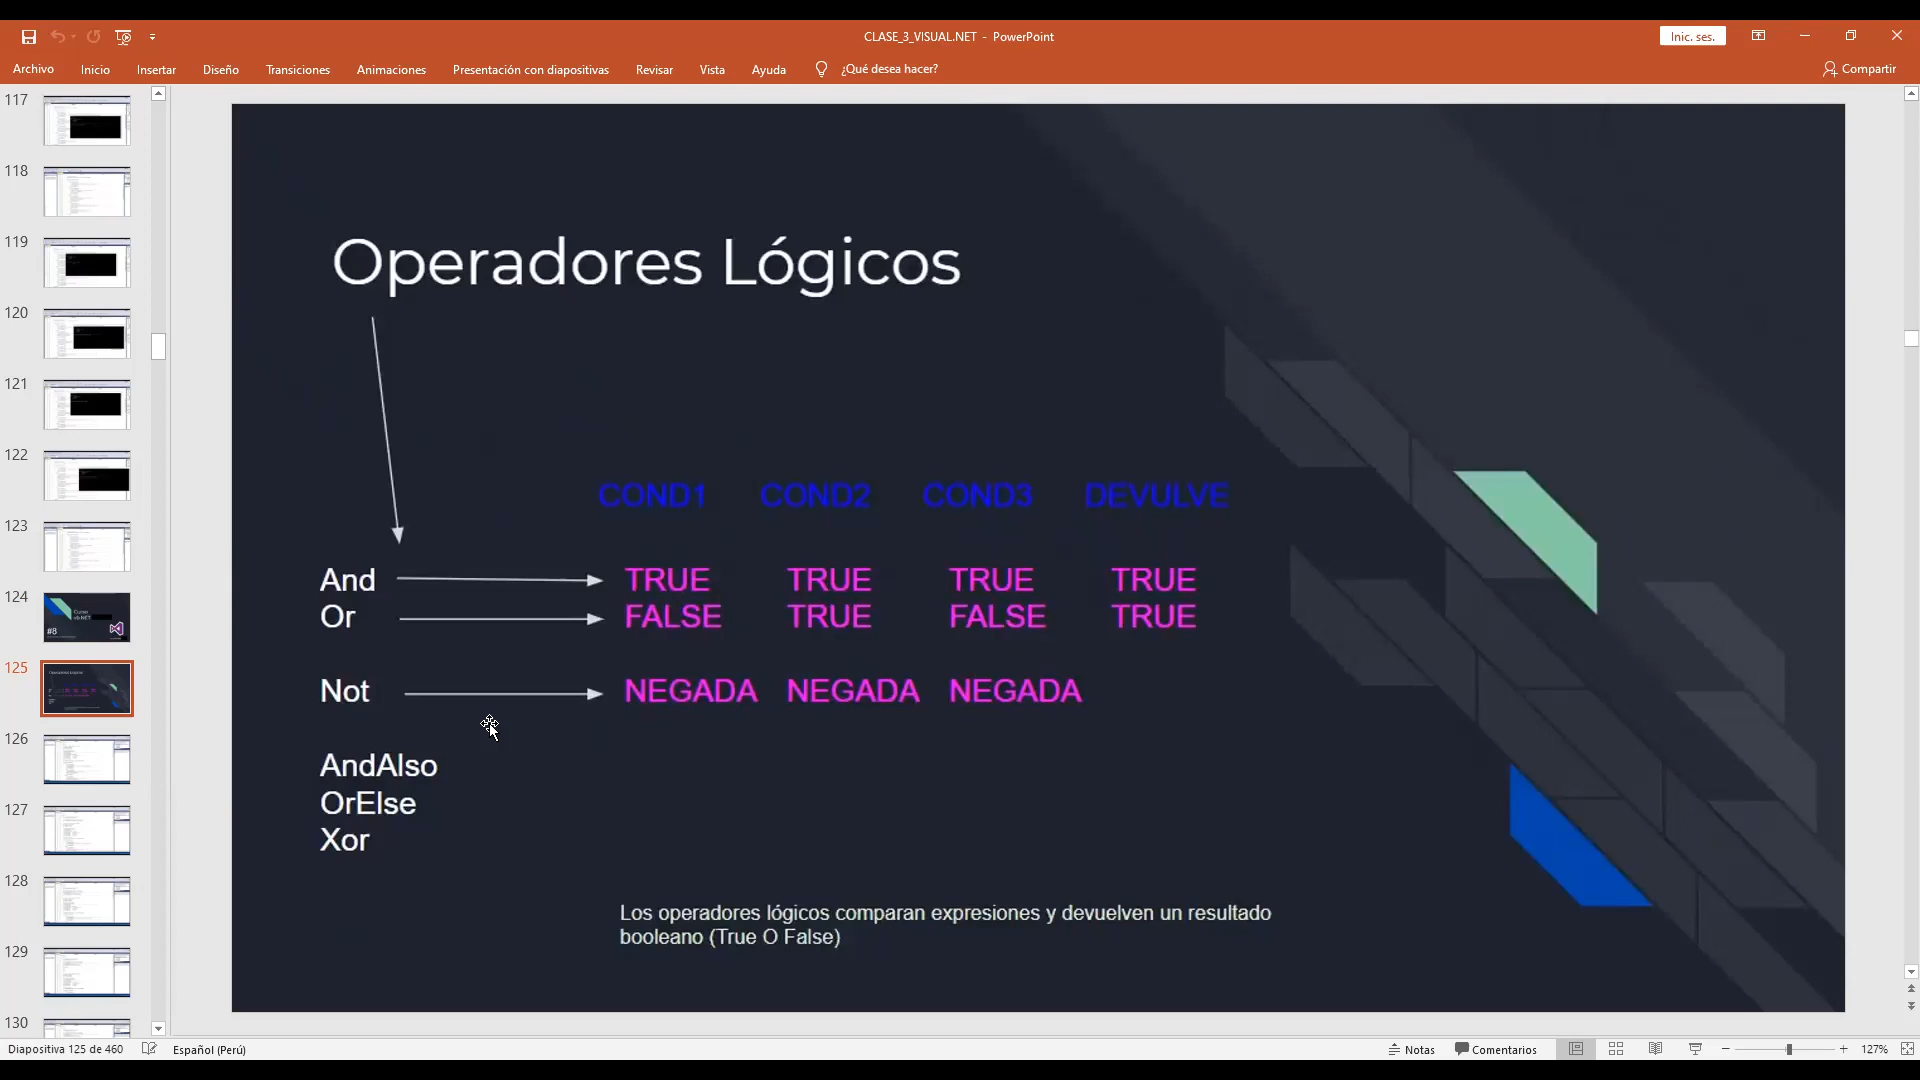 CLASE_3_VISUAL.NET - PowerPoint
Inic. ses.
Archivo Inicio Insertar Diseño Transiciones Animaciones Presentación con diapositivas Revisar Vista Ayuda ¿Qué desea hacer? Compartir
117
118
119
120
121
122
123
124
#8
125
126
127
128
129
130
Operadores Lógicos
COND1 COND2 COND3 DEVULVE
And TRUE TRUE TRUE TRUE
Or FALSE TRUE FALSE TRUE
Not NEGADA NEGADA NEGADA
AndAlso
OrElse
Xor
Los operadores lógicos comparan expresiones y devuelven un resultado
booleano (True O False)
Diapositiva 125 de 460 Español (Perú) Notas Comentarios 127%